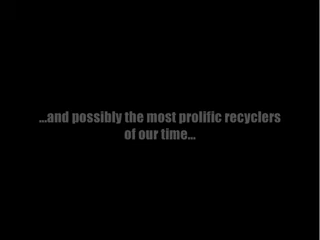 ...and possibly the most prolific recyclers
of our time...